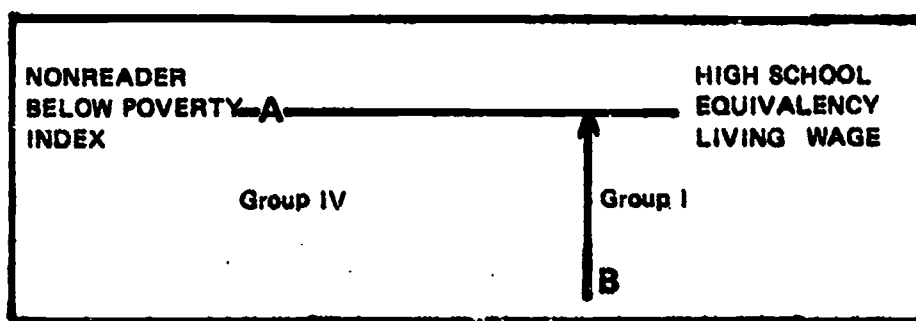 NONREADER
BELOW POVERTY
INDEX
A
HIGH SCHOOL
EQUIVALENCY
LIVING WAGE
Group IV
Group I
B